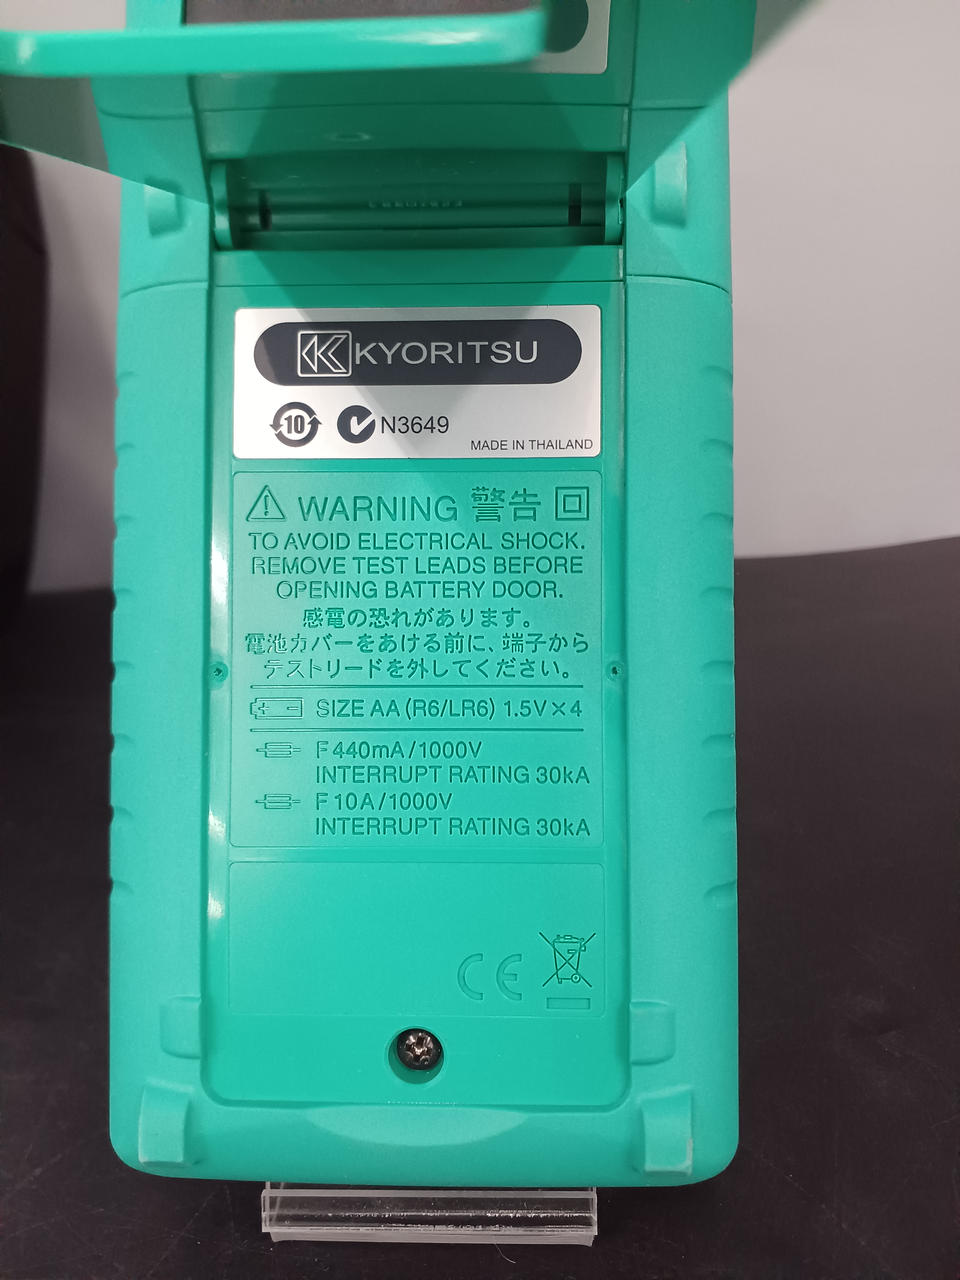 KYORITSU
10 N3649
MADE IN THAILAND
WARNING 警告
TO AVOID ELECTRICAL SHOCK.
REMOVE TEST LEADS BEFORE
OPENING BATTERY DOOR.
感電の恐れがあります。
電池カバーをあける前に、端子から
テストリードを外してください。
SIZE AA (R6/LR6) 1.5V×4
F 440mA/1000V
INTERRUPT RATING 30kA
F 10A/1000V
INTERRUPT RATING 30kA
CE